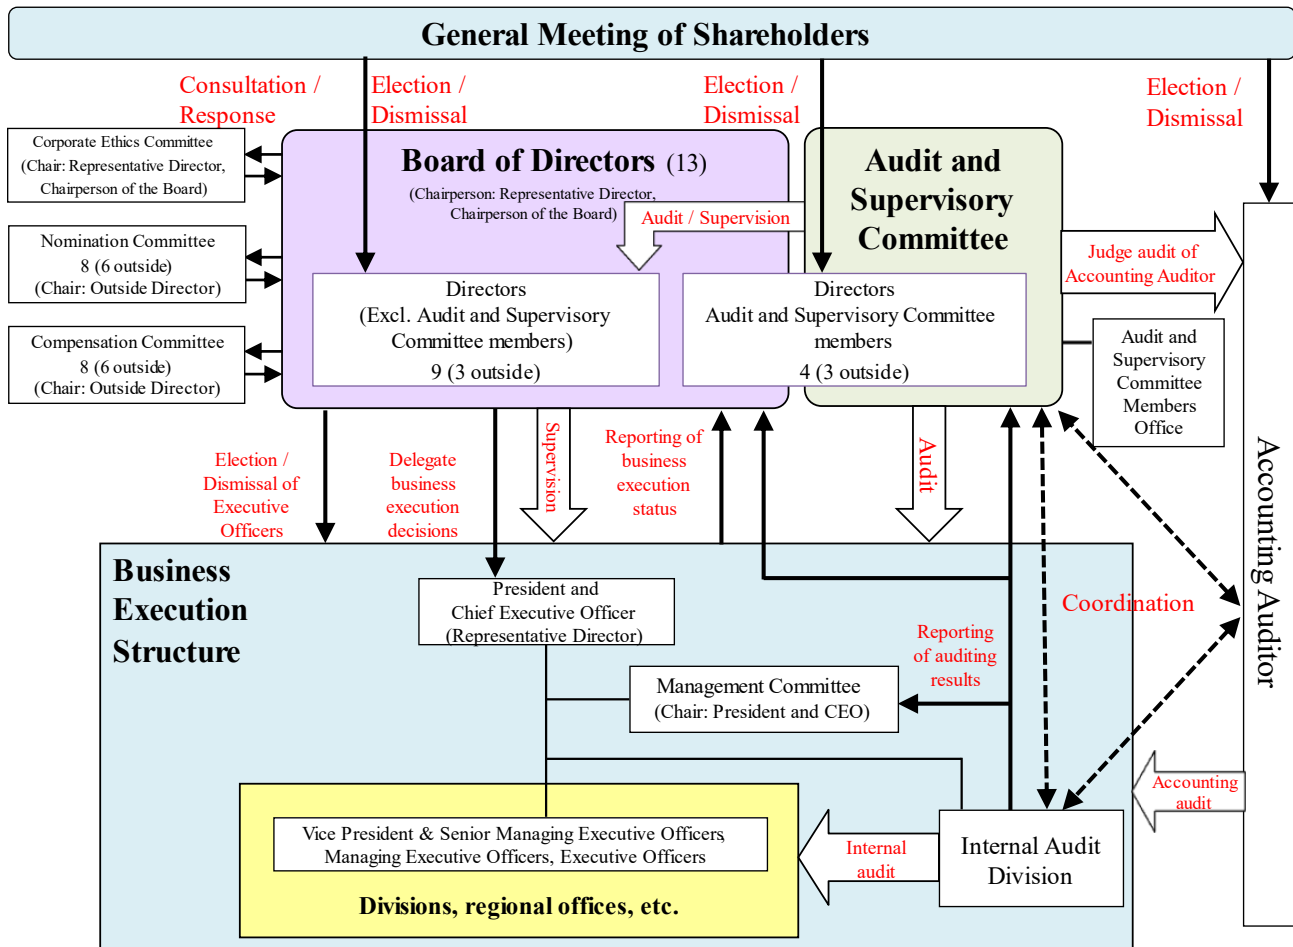 General Meeting of Shareholders
Consultation /
Response
Election /
Dismissal
Election /
Dismissal
Election /
Dismissal
Corporate Ethics Committee
(Chair: Representative Director,
Chairperson of the Board)
Nomination Committee
8 (6 outside)
(Chair: Outside Director)
Compensation Committee
8 (6 outside)
(Chair: Outside Director)
Board of Directors (13)
(Chairperson: Representative Director,
Chairperson of the Board)
Audit / Supervision
Audit and
Supervisory
Committee
Directors
(Excl. Audit and Supervisory
Committee members)
9 (3 outside)
Directors
Audit and Supervisory Committee
members
4 (3 outside)
Judge audit of
Accounting Auditor
Audit and
Supervisory
Committee
Members
Office
Accounting Auditor
Election /
Dismissal of
Executive
Officers
Delegate
business
execution
decisions
Supervision
Reporting of
business
execution
status
Audit
Business
Execution
Structure
President and
Chief Executive Officer
(Representative Director)
Management Committee
(Chair: President and CEO)
Reporting
of auditing
results
Coordination
Accounting
audit
Vice President & Senior Managing Executive Officers,
Managing Executive Officers, Executive Officers
Divisions, regional offices, etc.
Internal
audit
Internal Audit
Division